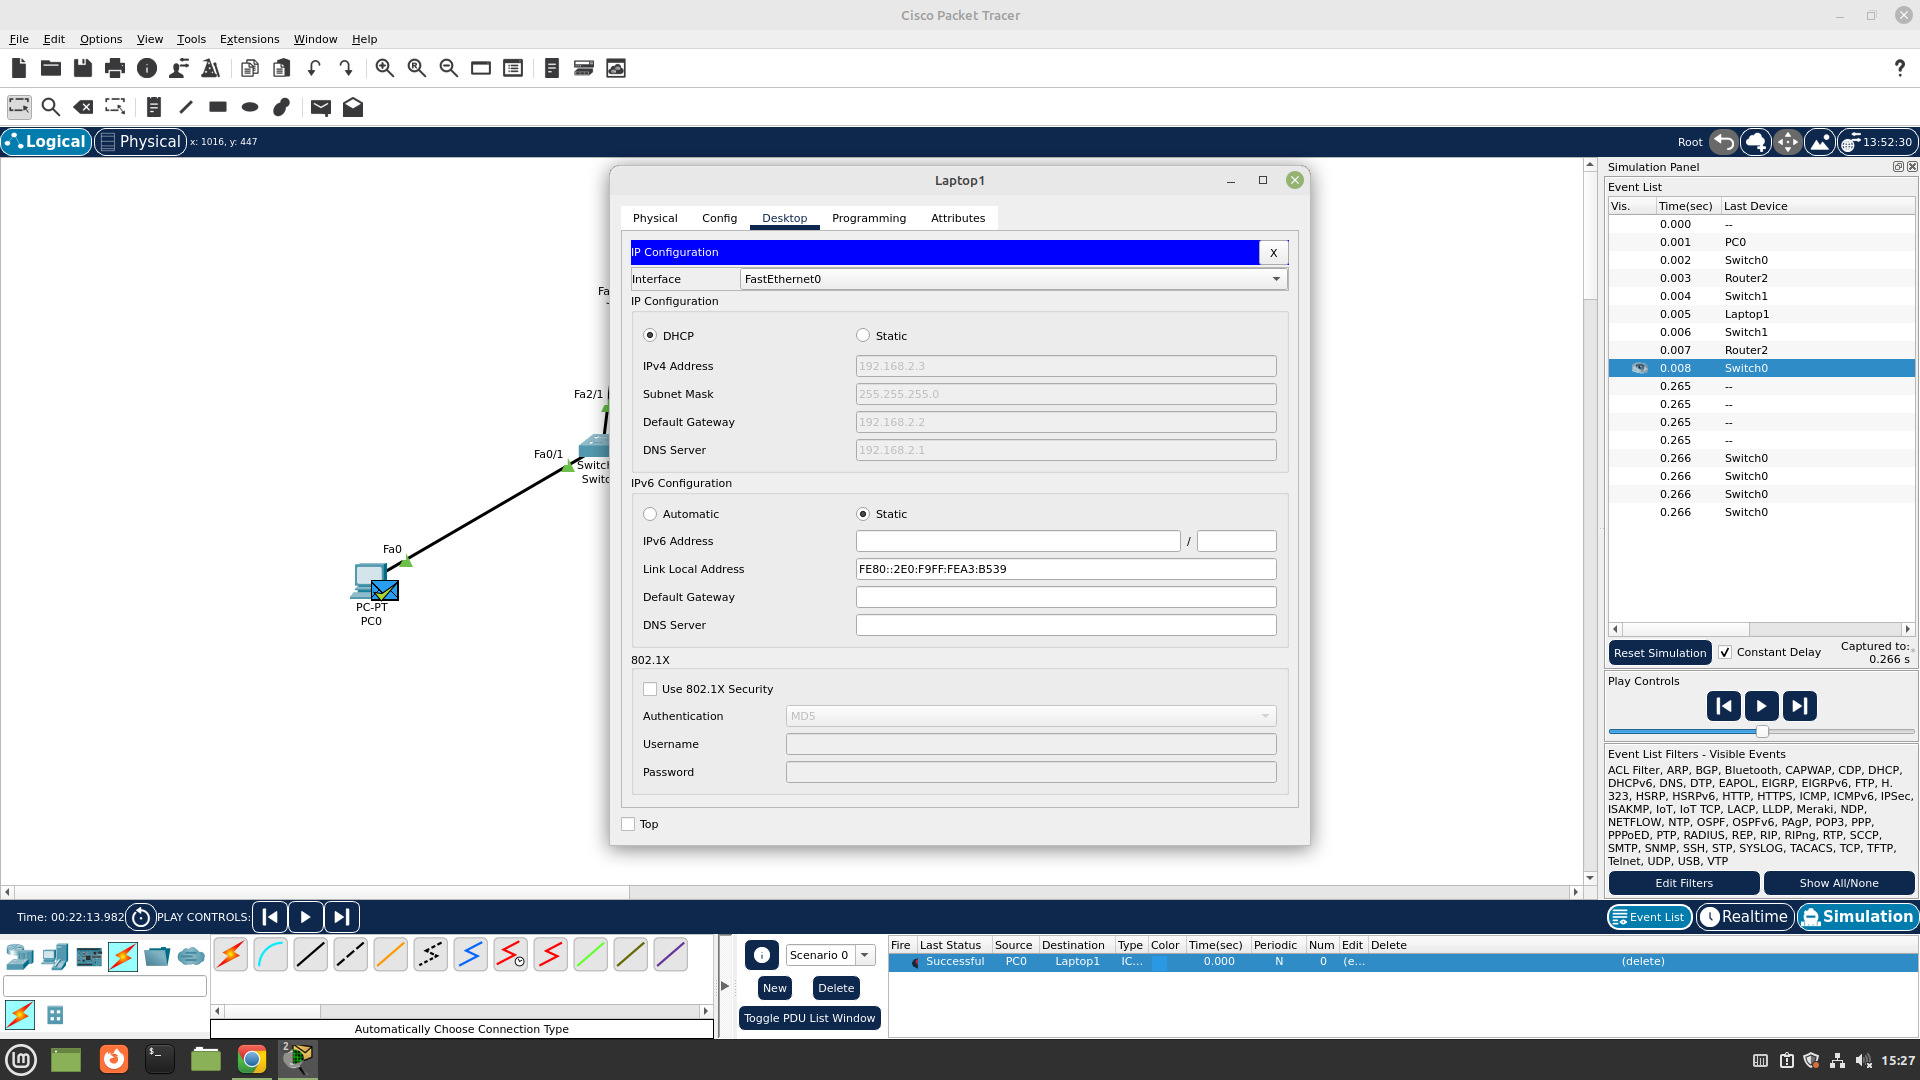 Cisco Packet Tracer
File Edit Options View Tools Extensions Window Help
Logical Physical x: 1016, y: 447 Root 13:52:30
Laptop1
Physical Config Desktop Programming Attributes
IP Configuration X
Interface FastEthernet0
IP Configuration
DHCP Static
IPv4 Address 192.168.2.3
Subnet Mask 255.255.255.0
Default Gateway 192.168.2.2
DNS Server 192.168.2.1
IPv6 Configuration
Automatic Static
IPv6 Address /
Link Local Address FE80::2E0:F9FF:FEA3:B539
Default Gateway
DNS Server
802.1X
Use 802.1X Security
Authentication MD5
Username
Password
Top
Fa
Fa2/1
Fa0/1
Switch
Switc
Fa0
PC-PT
PC0
Simulation Panel
Event List
Vis. Time(sec) Last Device
0.000 --
0.001 PC0
0.002 Switch0
0.003 Router2
0.004 Switch1
0.005 Laptop1
0.006 Switch1
0.007 Router2
0.008 Switch0
0.265 --
0.265 --
0.265 --
0.265 --
0.266 Switch0
0.266 Switch0
0.266 Switch0
0.266 Switch0
Reset Simulation Constant Delay Captured to:
0.266 s
Play Controls
Event List Filters - Visible Events
ACL Filter, ARP, BGP, Bluetooth, CAPWAP, CDP, DHCP,
DHCPv6, DNS, DTP, EAPOL, EIGRP, EIGRPv6, FTP, H.
323, HSRP, HSRPv6, HTTP, HTTPS, ICMP, ICMPv6, IPSec,
ISAKMP, IoT, IoT TCP, LACP, LLDP, Meraki, NDP,
NETFLOW, NTP, OSPF, OSPFv6, PAgP, POP3, PPP,
PPPoED, PTP, RADIUS, REP, RIP, RIPng, RTP, SCCP,
SMTP, SNMP, SSH, STP, SYSLOG, TACACS, TCP, TFTP,
Telnet, UDP, USB, VTP
Edit Filters Show All/None
Time: 00:22:13.982 PLAY CONTROLS: Event List Realtime Simulation
Scenario 0
New Delete
Toggle PDU List Window
Automatically Choose Connection Type
Fire Last Status Source Destination Type Color Time(sec) Periodic Num Edit Delete
Successful PC0 Laptop1 IC... 0.000 N 0 (e... (delete)
2
15:27